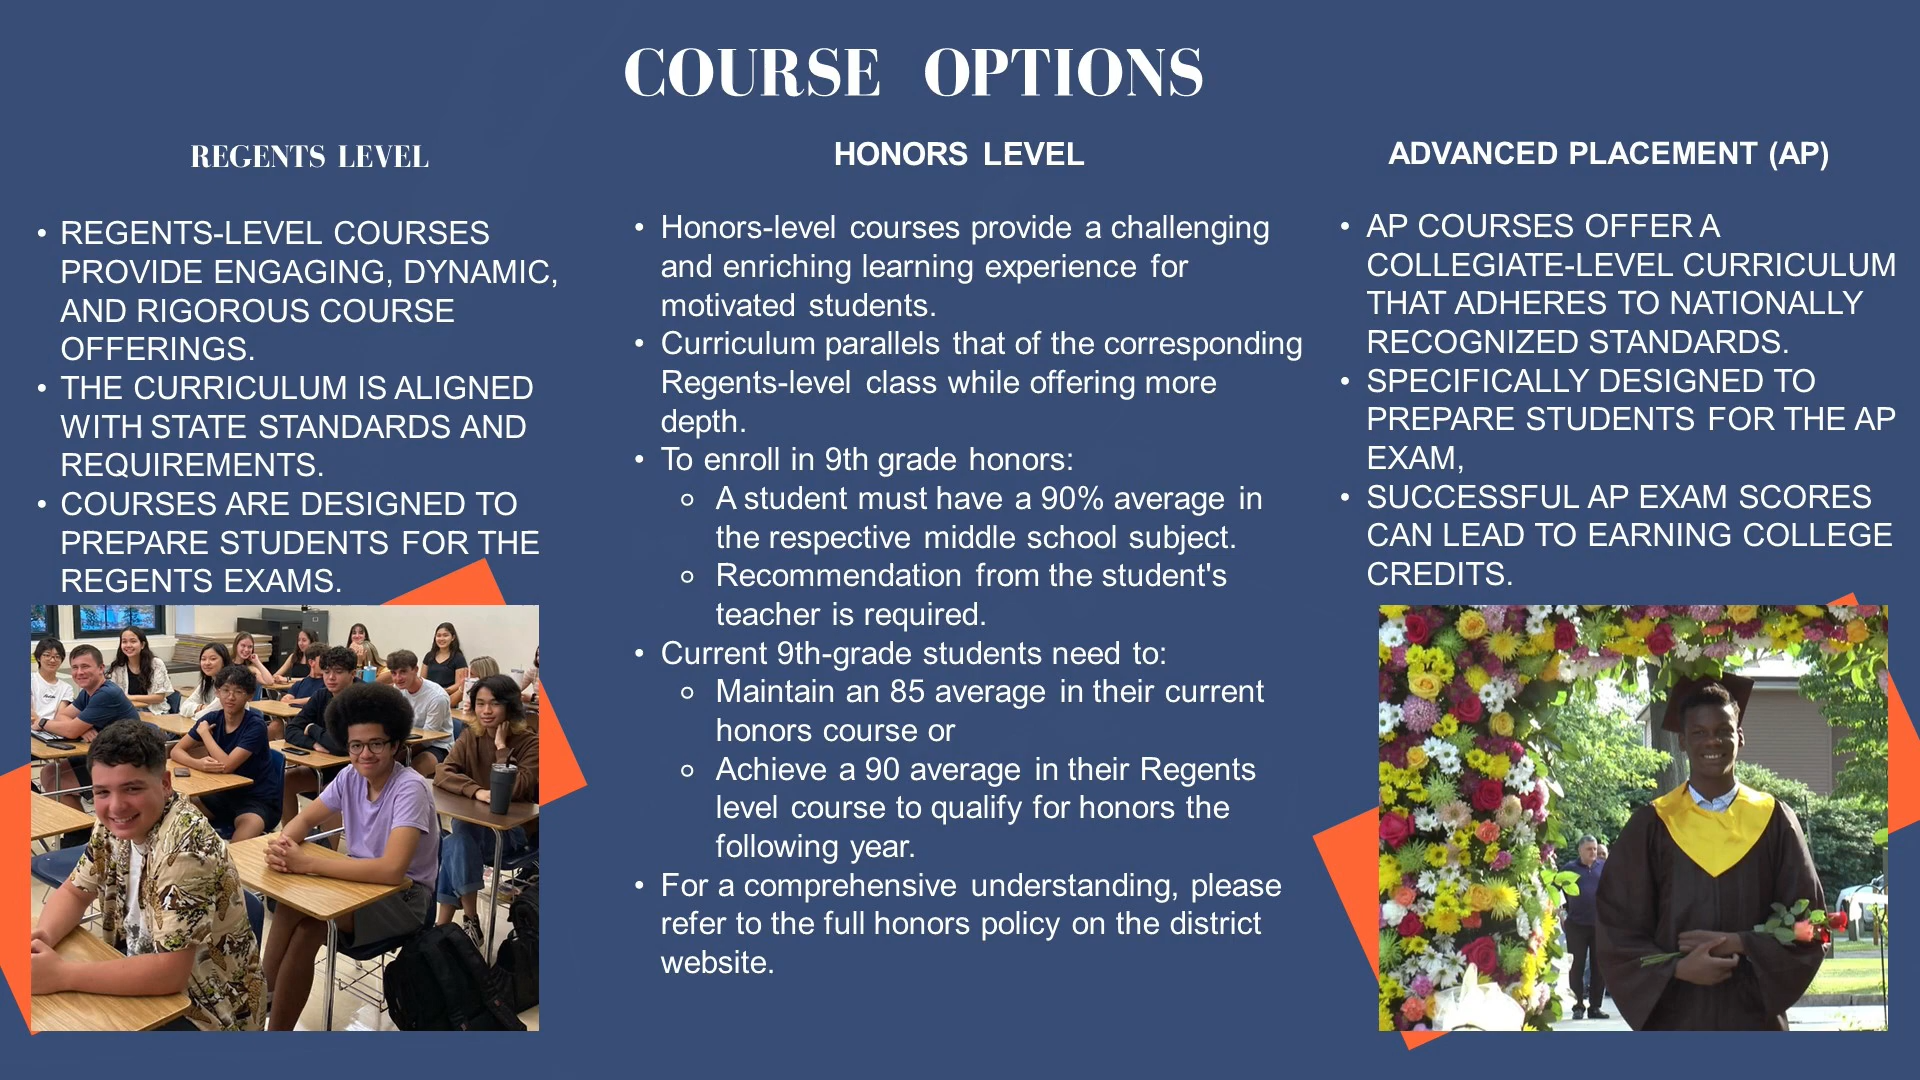 COURSE OPTIONS
REGENTS LEVEL
• REGENTS-LEVEL COURSES
PROVIDE ENGAGING, DYNAMIC,
AND RIGOROUS COURSE
OFFERINGS.
• THE CURRICULUM IS ALIGNED
WITH STATE STANDARDS AND
REQUIREMENTS.
• COURSES ARE DESIGNED TO
PREPARE STUDENTS FOR THE
REGENTS EXAMS.
HONORS LEVEL
• Honors-level courses provide a challenging
and enriching learning experience for
motivated students.
• Curriculum parallels that of the corresponding
Regents-level class while offering more
depth.
• To enroll in 9th grade honors:
○ A student must have a 90% average in
the respective middle school subject.
○ Recommendation from the student's
teacher is required.
• Current 9th-grade students need to:
○ Maintain an 85 average in their current
honors course or
○ Achieve a 90 average in their Regents
level course to qualify for honors the
following year.
• For a comprehensive understanding, please
refer to the full honors policy on the district
website.
ADVANCED PLACEMENT (AP)
• AP COURSES OFFER A
COLLEGIATE-LEVEL CURRICULUM
THAT ADHERES TO NATIONALLY
RECOGNIZED STANDARDS.
• SPECIFICALLY DESIGNED TO
PREPARE STUDENTS FOR THE AP
EXAM,
• SUCCESSFUL AP EXAM SCORES
CAN LEAD TO EARNING COLLEGE
CREDITS.